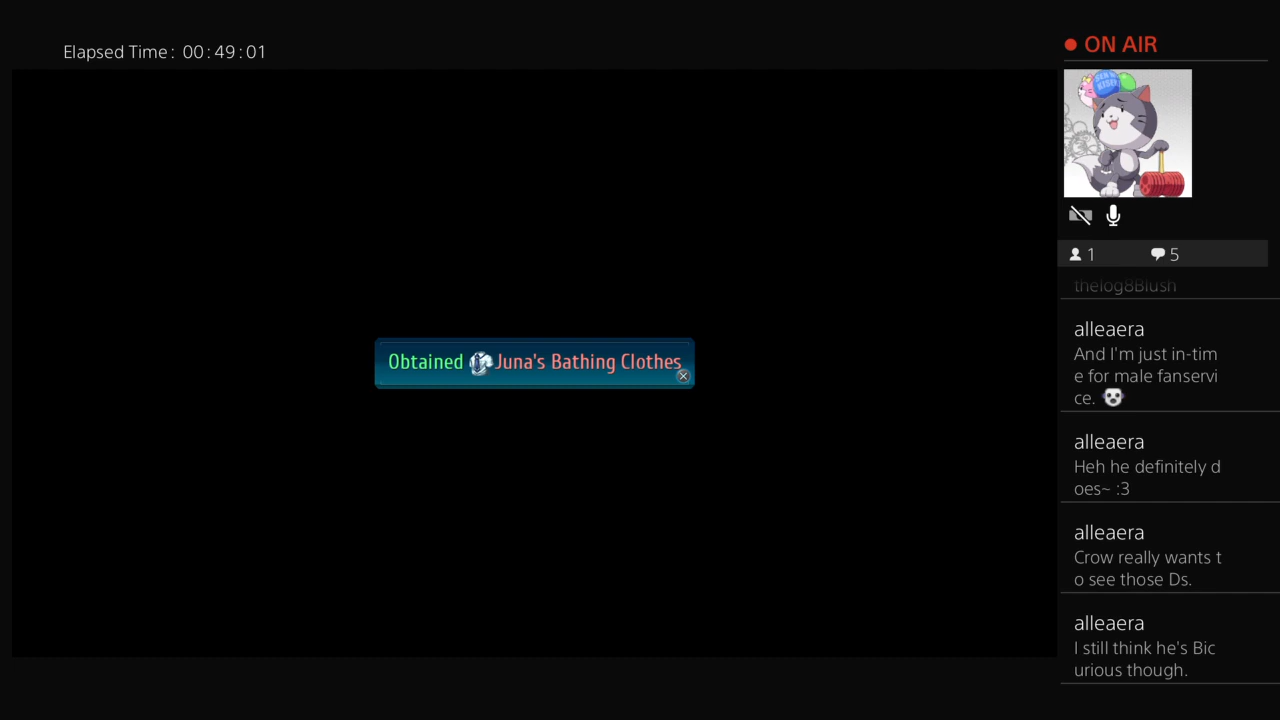 Elapsed Time: 00:49:01
ON AIR
1 5
thelog8Blush
alleaera
And I'm just in-tim
e for male fanservi
ce.
alleaera
Heh he definitely d
oes~ :3
alleaera
Crow really wants t
o see those Ds.
alleaera
I still think he's Bic
urious though.
Obtained Juna's Bathing Clothes